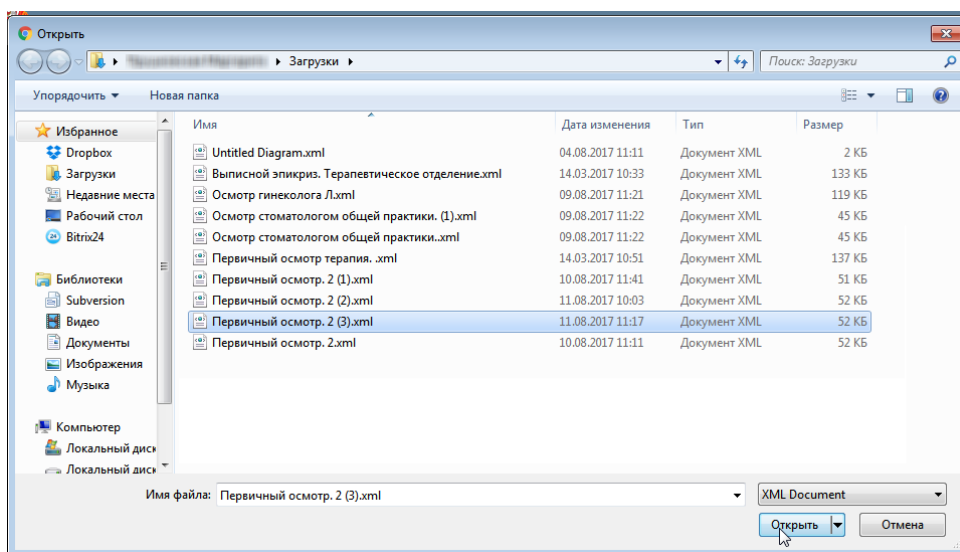 Открыть
Загрузки
Поиск: Загрузки
Упорядочить Новая папка
Избранное
Dropbox
Загрузки
Недавние места
Рабочий стол
Bitrix24
Библиотеки
Subversion
Видео
Документы
Изображения
Музыка
Компьютер
Локальный диск
Локальный диск
Имя Дата изменения Тип Размер
Untitled Diagram.xml 04.08.2017 11:11 Документ XML 2 КБ
Выписной эпикриз. Терапевтическое отделение.xml 14.03.2017 10:33 Документ XML 133 КБ
Осмотр гинеколога Л.xml 09.08.2017 11:21 Документ XML 119 КБ
Осмотр стоматологом общей практики. (1).xml 09.08.2017 11:22 Документ XML 45 КБ
Осмотр стоматологом общей практики..xml 09.08.2017 11:22 Документ XML 45 КБ
Первичный осмотр терапия. .xml 14.03.2017 10:51 Документ XML 137 КБ
Первичный осмотр. 2 (1).xml 10.08.2017 11:41 Документ XML 51 КБ
Первичный осмотр. 2 (2).xml 11.08.2017 10:03 Документ XML 52 КБ
Первичный осмотр. 2 (3).xml 11.08.2017 11:17 Документ XML 52 КБ
Первичный осмотр. 2.xml 10.08.2017 11:11 Документ XML 52 КБ
Имя файла: Первичный осмотр. 2 (3).xml XML Document
Открыть Отмена